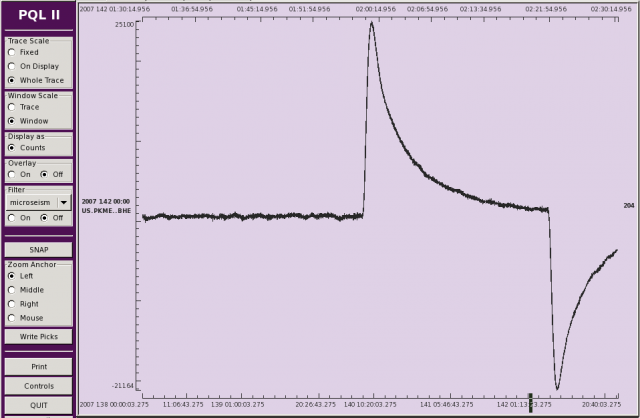 PQL II
Trace Scale
Fixed
On Display
Whole Trace
Window Scale
Trace
Window
Display as
Counts
Overlay
On Off
Filter
microseism
On Off
SNAP
Zoom Anchor
Left
Middle
Right
Mouse
Write Picks
Print
Controls
QUIT
2007 142 01:30:14.956 01:36:54.956 01:45:14.956 01:51:54.956 02:00:14.956 02:06:54.956 02:13:34.956 02:21:54.956 02:30:14.956
25100
2007 142 00:00
US.PKME..BHE
204
-21164
2007 138 00:00:03.275 11:06:43.275 139 01:00:03.275 20:26:43.275 140 10:20:03.275 141 05:46:43.275 20:40:03.275